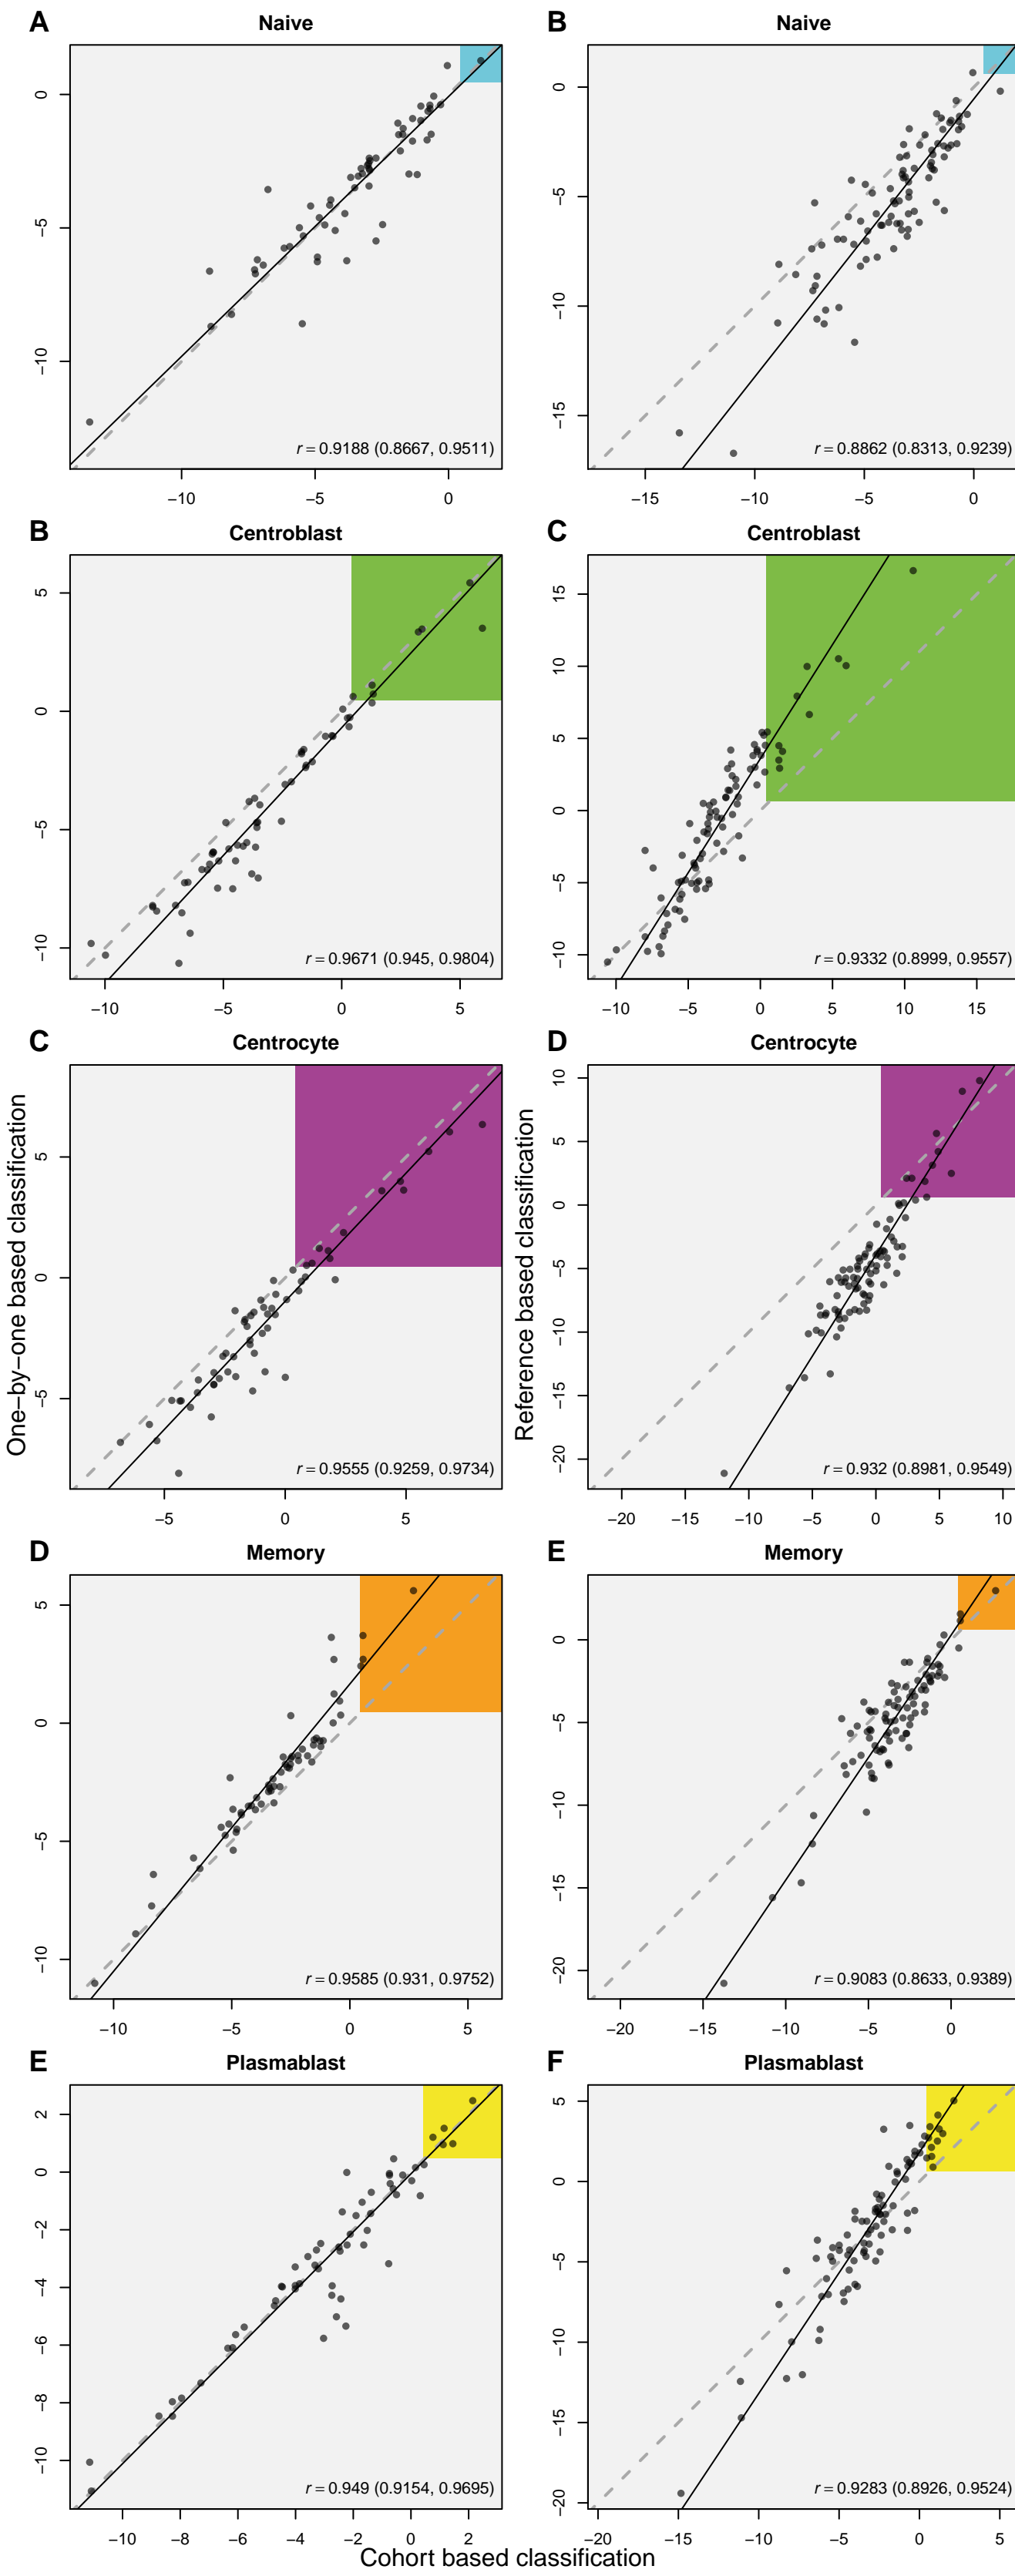 A Naive
0
−5
−10
r = 0.9188 (0.8667, 0.9511)
−10 −5 0
B Naive
0
−5
−10
−15
r = 0.8862 (0.8313, 0.9239)
−15 −10 −5 0
B Centroblast
5
0
−5
−10
r = 0.9671 (0.945, 0.9804)
−10 −5 0 5
C Centroblast
15
10
5
0
−5
−10
r = 0.9332 (0.8999, 0.9557)
−10 −5 0 5 10 15
C Centrocyte
One−by−one based classification
5
0
−5
r = 0.9555 (0.9259, 0.9734)
−5 0 5
D Centrocyte
Reference based classification
10
5
0
−5
−10
−15
−20
r = 0.932 (0.8981, 0.9549)
−20 −15 −10 −5 0 5 10
D Memory
5
0
−5
−10
r = 0.9585 (0.931, 0.9752)
−10 −5 0 5
E Memory
0
−5
−10
−15
−20
r = 0.9083 (0.8633, 0.9389)
−20 −15 −10 −5 0
E Plasmablast
2
0
−2
−4
−6
−8
−10
r = 0.949 (0.9154, 0.9695)
−10 −8 −6 −4 −2 0 2
F Plasmablast
5
0
−5
−10
−15
−20
r = 0.9283 (0.8926, 0.9524)
−20 −15 −10 −5 0 5
Cohort based classification